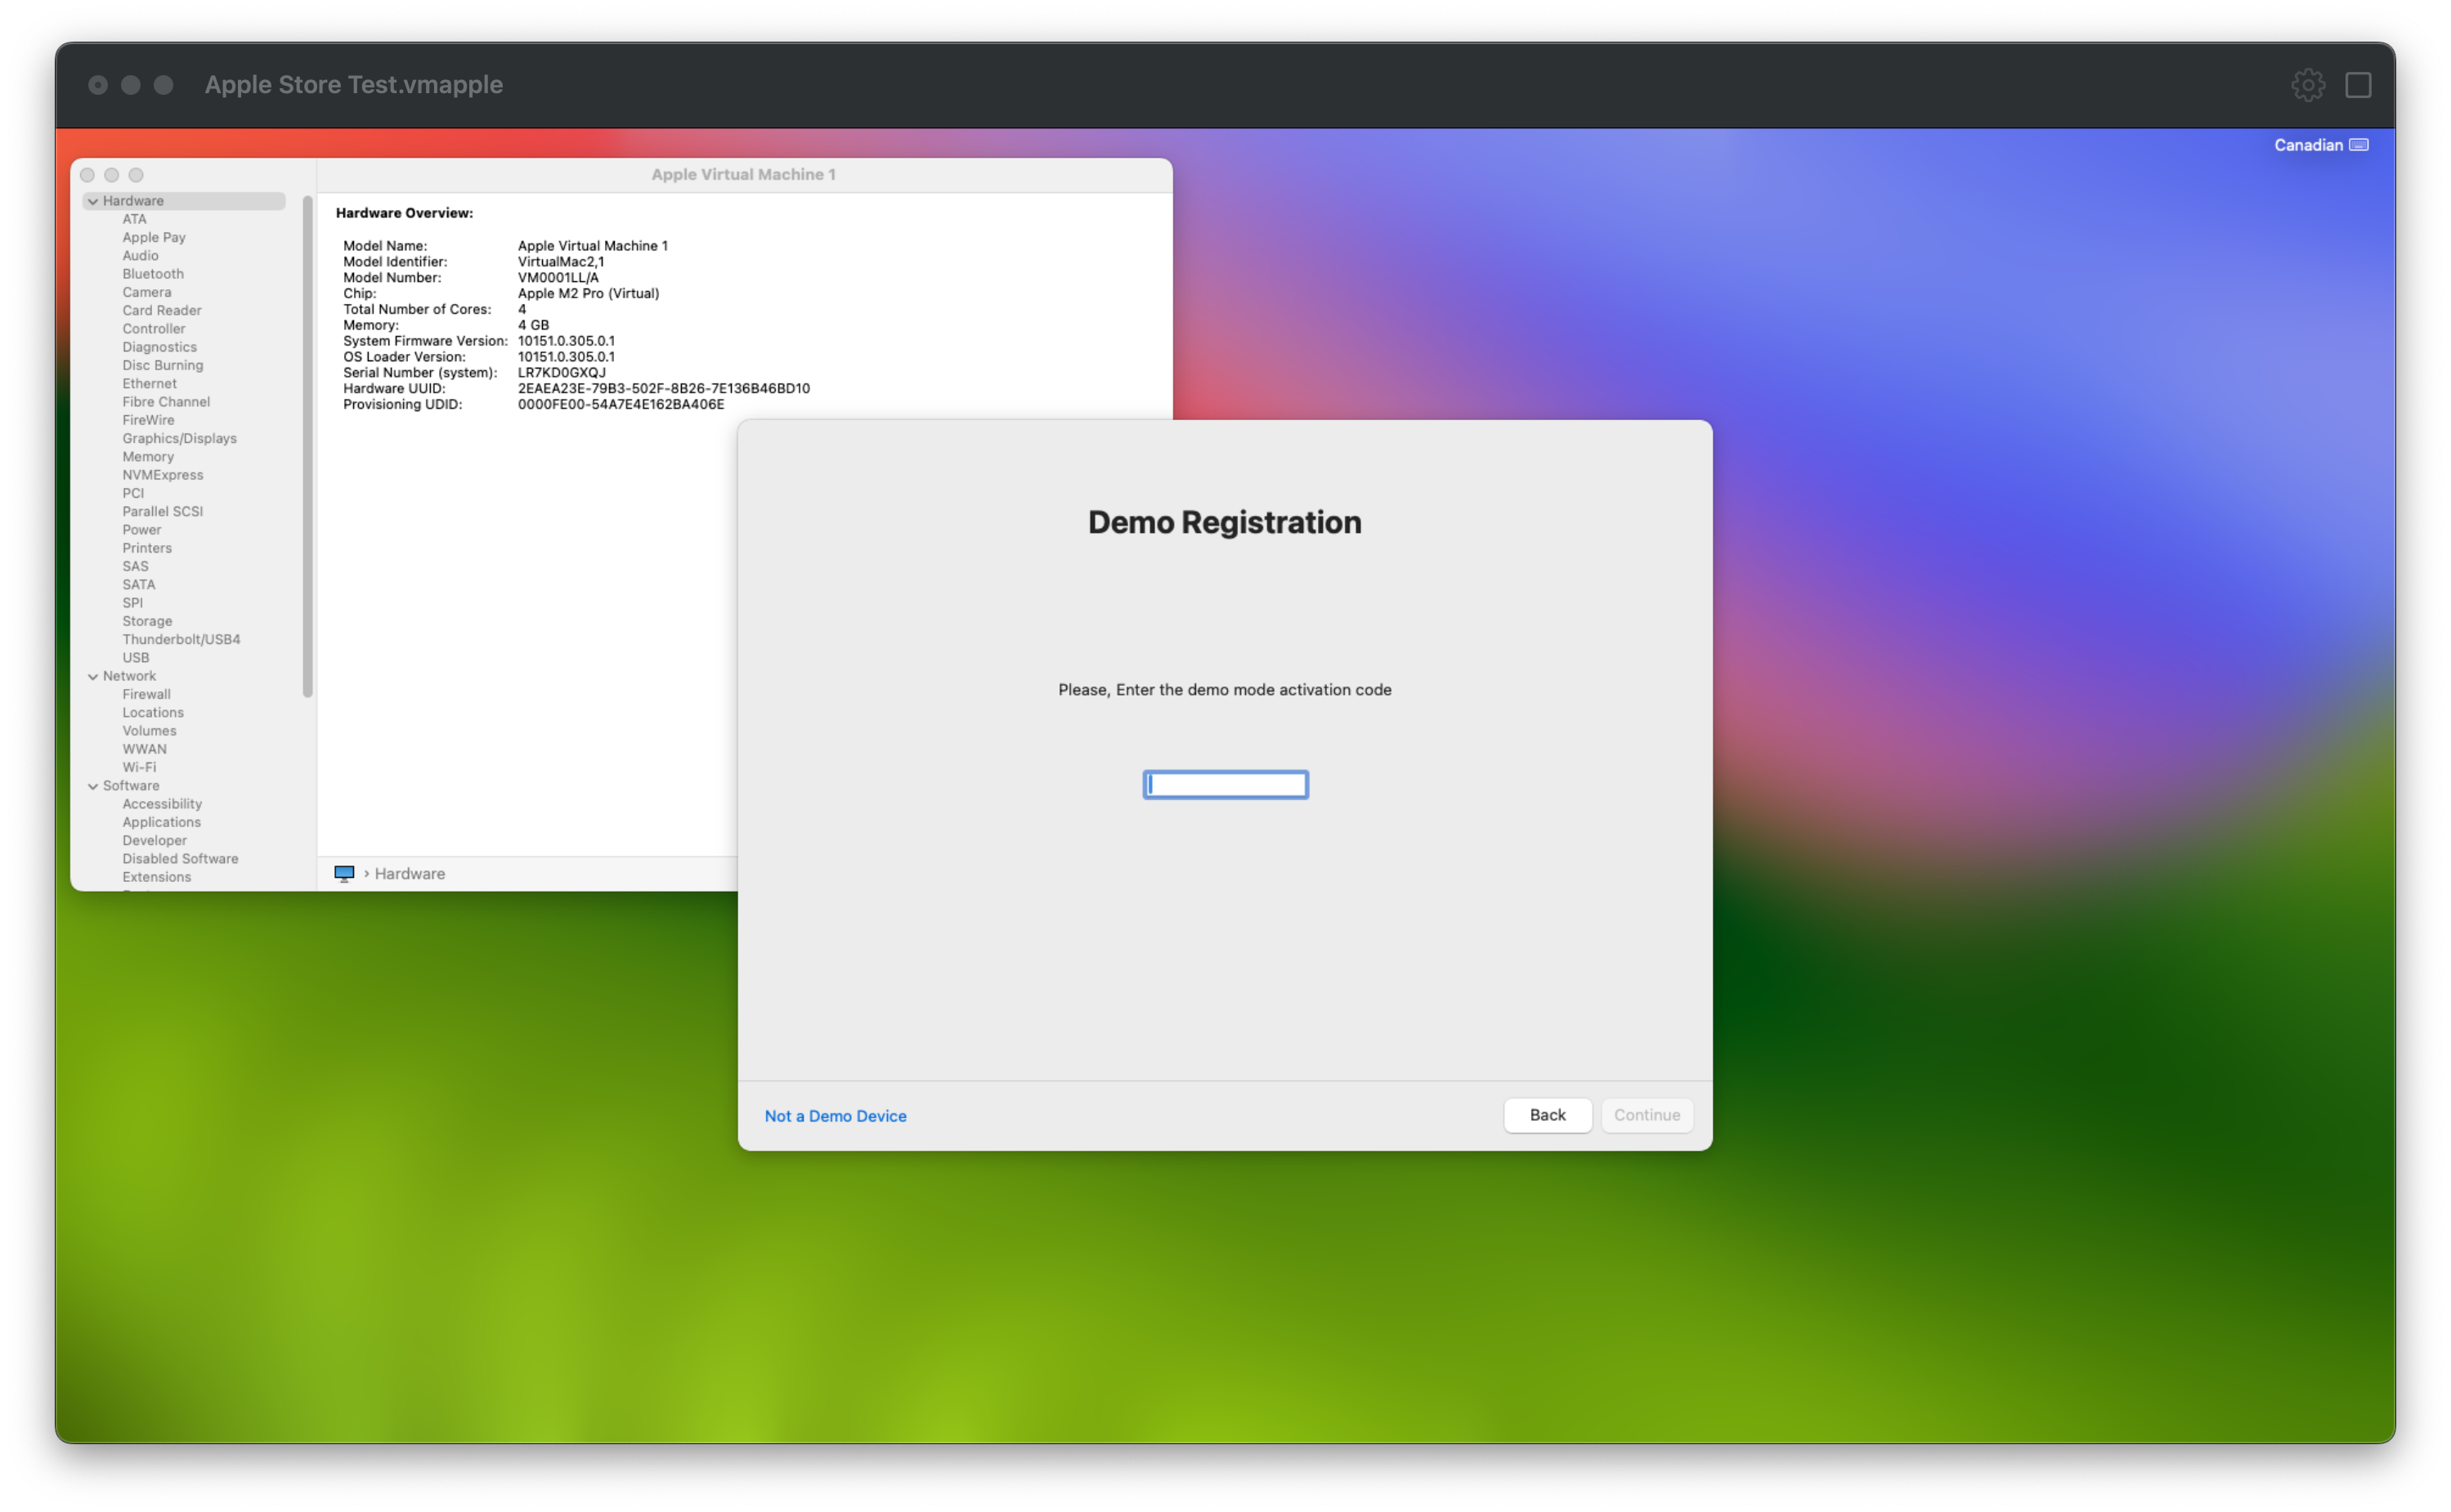 Apple Store Test.vmapple
Canadian
Apple Virtual Machine 1
Hardware
ATA
Apple Pay
Audio
Bluetooth
Camera
Card Reader
Controller
Diagnostics
Disc Burning
Ethernet
Fibre Channel
FireWire
Graphics/Displays
Memory
NVMExpress
PCI
Parallel SCSI
Power
Printers
SAS
SATA
SPI
Storage
Thunderbolt/USB4
USB
Network
Firewall
Locations
Volumes
WWAN
Wi-Fi
Software
Accessibility
Applications
Developer
Disabled Software
Extensions
Hardware Overview:
Model Name: Apple Virtual Machine 1
Model Identifier: VirtualMac2,1
Model Number: VM0001LL/A
Chip: Apple M2 Pro (Virtual)
Total Number of Cores: 4
Memory: 4 GB
System Firmware Version: 10151.0.305.0.1
OS Loader Version: 10151.0.305.0.1
Serial Number (system): LR7KD0GXQJ
Hardware UUID: 2EAEA23E-79B3-502F-8B26-7E136B46BD10
Provisioning UDID: 0000FE00-54A7E4E162BA406E
› Hardware
Demo Registration
Please, Enter the demo mode activation code
Not a Demo Device
Back
Continue